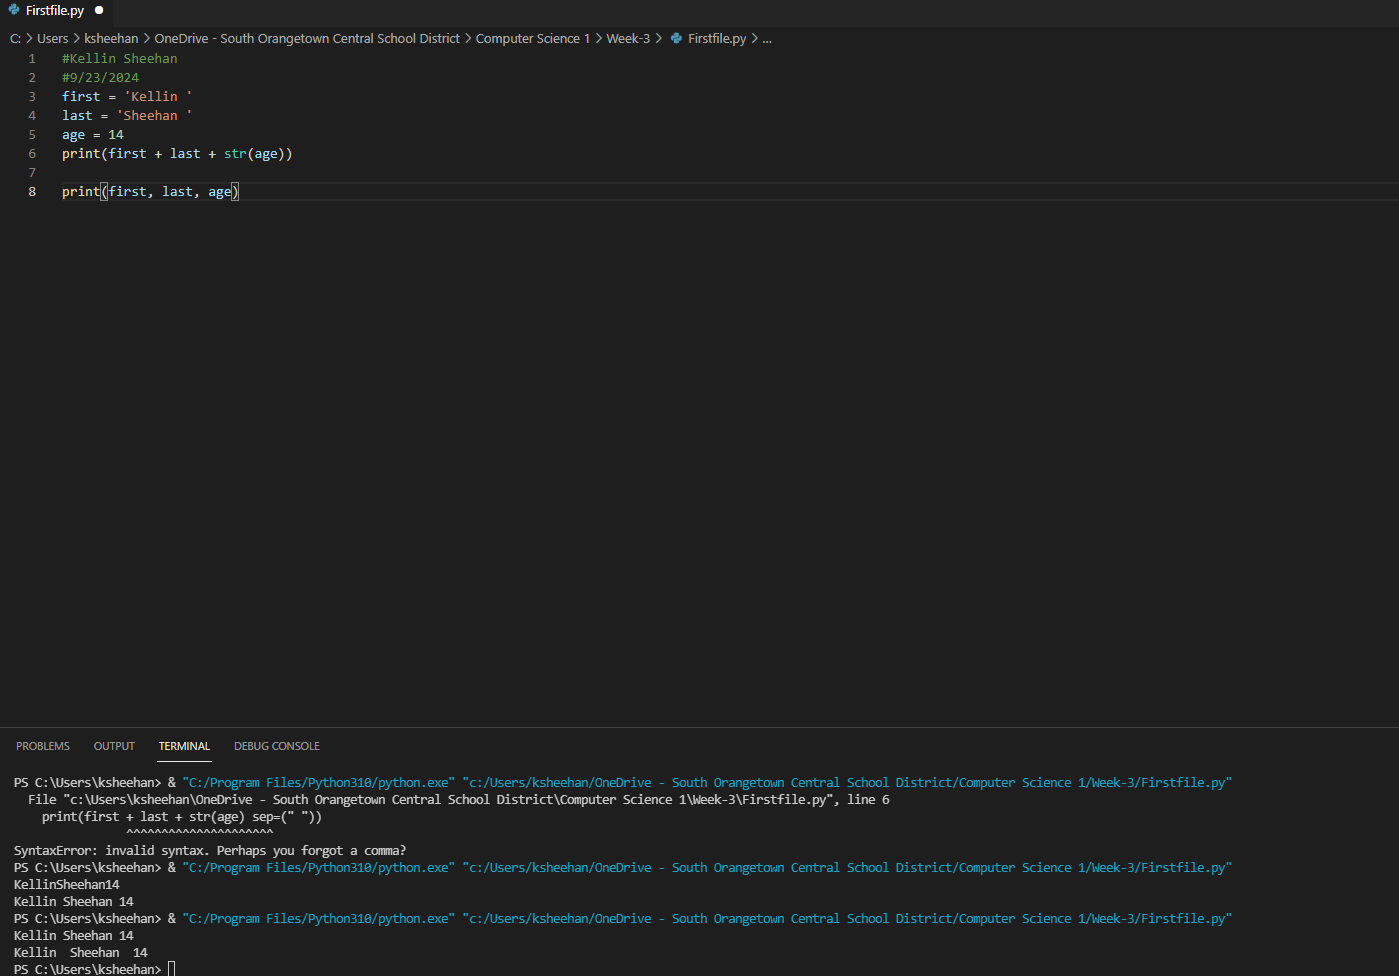 Firstfile.py
C: > Users > ksheehan > OneDrive - South Orangetown Central School District > Computer Science 1 > Week-3 > Firstfile.py > ...
1 #Kellin Sheehan
2 #9/23/2024
3 first = 'Kellin '
4 last = 'Sheehan '
5 age = 14
6 print(first + last + str(age))
7
8 print(first, last, age)
PROBLEMS OUTPUT TERMINAL DEBUG CONSOLE
PS C:\Users\ksheehan> & "C:/Program Files/Python310/python.exe" "c:/Users/ksheehan/OneDrive - South Orangetown Central School District/Computer Science 1/Week-3/Firstfile.py"
  File "c:\Users\ksheehan\OneDrive - South Orangetown Central School District\Computer Science 1\Week-3\Firstfile.py", line 6
    print(first + last + str(age) sep=(" "))
                ^^^^^^^^^^^^^^^^^^^^^
SyntaxError: invalid syntax. Perhaps you forgot a comma?
PS C:\Users\ksheehan> & "C:/Program Files/Python310/python.exe" "c:/Users/ksheehan/OneDrive - South Orangetown Central School District/Computer Science 1/Week-3/Firstfile.py"
KellinSheehan14
Kellin Sheehan 14
PS C:\Users\ksheehan> & "C:/Program Files/Python310/python.exe" "c:/Users/ksheehan/OneDrive - South Orangetown Central School District/Computer Science 1/Week-3/Firstfile.py"
Kellin Sheehan 14
Kellin  Sheehan  14
PS C:\Users\ksheehan>